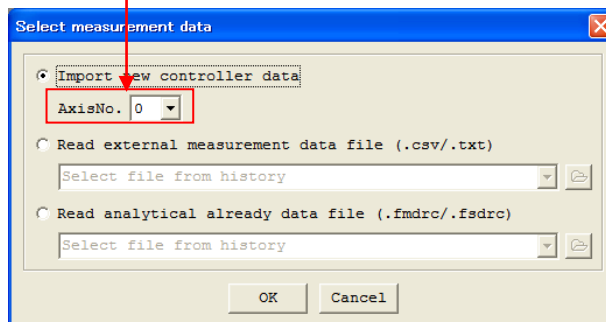 Select measurement data
Import new controller data
AxisNo. 0
Read external measurement data file (.csv/.txt)
Select file from history
Read analytical already data file (.fmdrc/.fsdrc)
Select file from history
OK Cancel